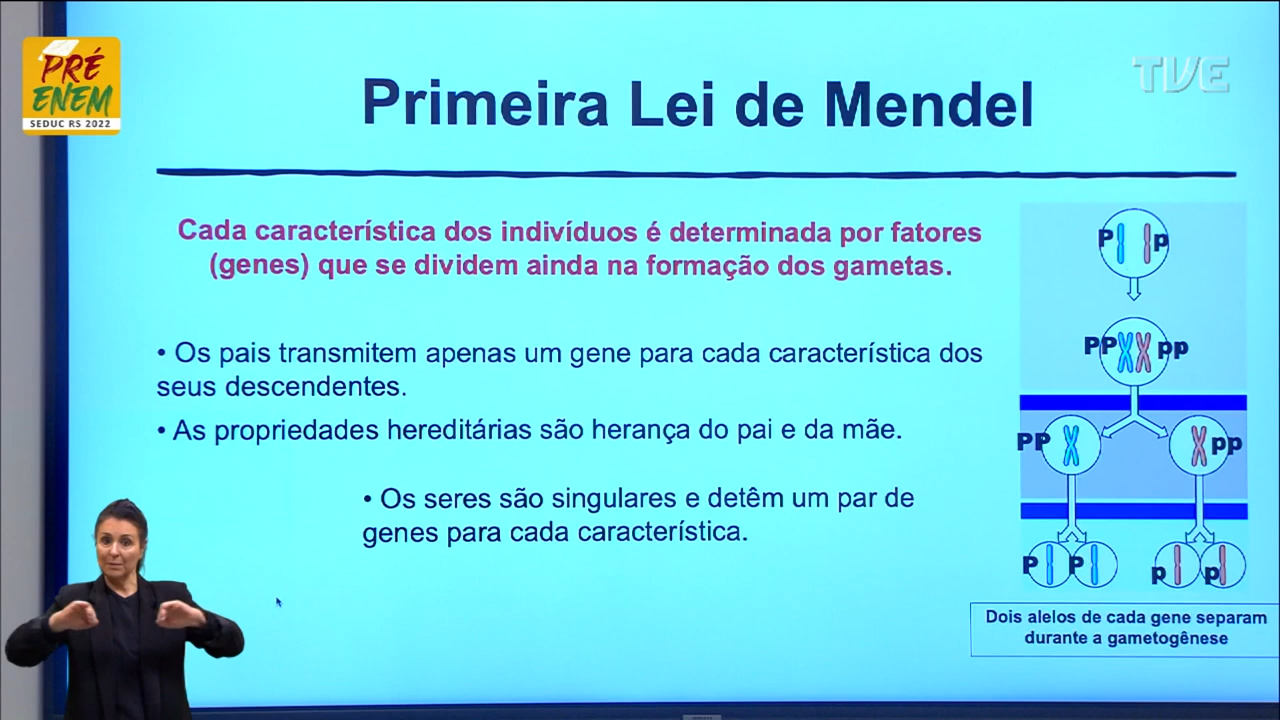 PRÉ
ENEM
SEDUC RS 2022
TVE
Primeira Lei de Mendel
Cada característica dos indivíduos é determinada por fatores
(genes) que se dividem ainda na formação dos gametas.
• Os pais transmitem apenas um gene para cada característica dos
seus descendentes.
• As propriedades hereditárias são herança do pai e da mãe.
• Os seres são singulares e detêm um par de
genes para cada característica.
P p
PP pp
PP pp
P P p p
Dois alelos de cada gene separam
durante a gametogênese